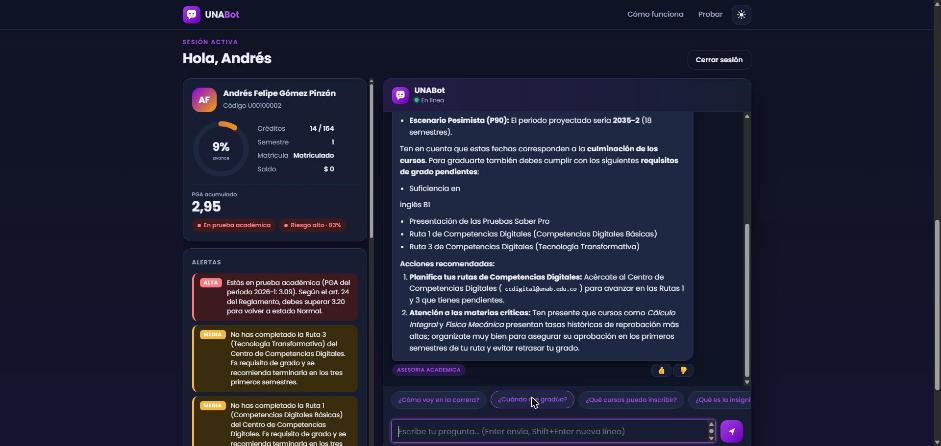 UNABot
Cómo funciona
Probar
SESIÓN ACTIVA
Hola, Andrés
Cerrar sesión
AF
Andrés Felipe Gómez Pinzón
Código U00100002
9%
avance
Créditos 14 / 154
Semestre 1
Matrícula Matriculado
Saldo $ 0
PGA acumulado
2,95
En prueba académica
Riesgo alto · 83%
ALERTAS
ALTA
Estás en prueba académica (PGA del
período 2026-1: 3.09). Según el art. 24
del Reglamento, debes superar 3.20
para volver a estado Normal.
MEDIA
No has completado la Ruta 3
(Tecnología Transformativa) del
Centro de Competencias Digitales.
Es requisito de grado y se
recomienda terminarla en los tres
primeros semestres.
MEDIA
No has completado la Ruta 1
(Competencias Digitales) del Centro
de Competencias Digitales. Es
requisito de grado y se
recomienda terminarla en los tres
UNABot
En línea
• Escenario Pesimista (P90): El periodo proyectado sería 2035-2 (18
semestres).
Ten en cuenta que estas fechas corresponden a la culminación de los
cursos. Para graduarte también debes cumplir con los siguientes requisitos
de grado pendientes:
• Suficiencia en
inglés B1
• Presentación de las Pruebas Saber Pro
• Ruta 1 de Competencias Digitales (Competencias Digitales Básicas)
• Ruta 3 de Competencias Digitales (Tecnología Transformativa)
Acciones recomendadas:
1. Planifica tus rutas de Competencias Digitales: Acércate al Centro de
Competencias Digitales ( ccdigital@unab.edu.co ) para avanzar en las Rutas 1
y 3 que tienes pendientes.
2. Atención a las materias críticas: Ten presente que cursos como Cálculo
Integral y Física Mecánica presentan tasas históricas de reprobación más
altas; organízate muy bien para asegurar su aprobación en los primeros
semestres de tu ruta y evitar retrasar tu grado.
ASESORIA ACADEMICA
¿Cómo voy en la carrera?
¿Cuándo me gradúo?
¿Qué cursos puedo inscribir?
¿Qué es la insigni
Escribe tu pregunta... (Enter envía, Shift+Enter nueva línea)